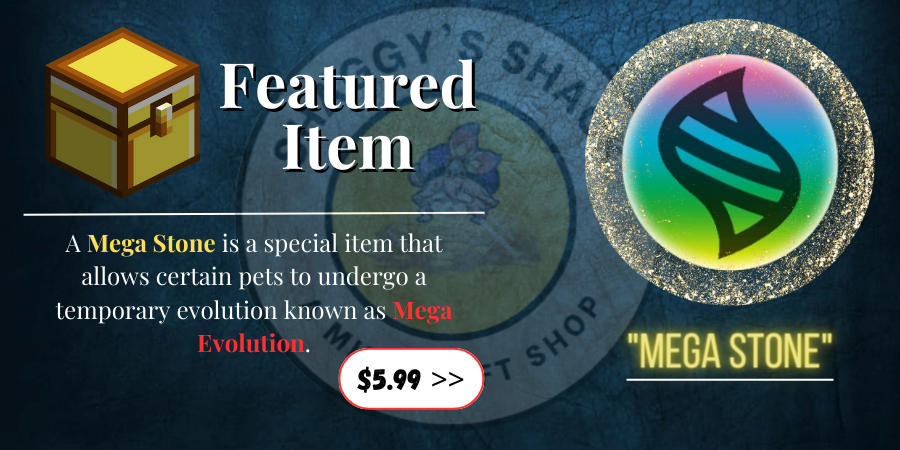 Featured
Item
A Mega Stone is a special item that
allows certain pets to undergo a
temporary evolution known as Mega
Evolution.
$5.99 >>
"MEGA STONE"